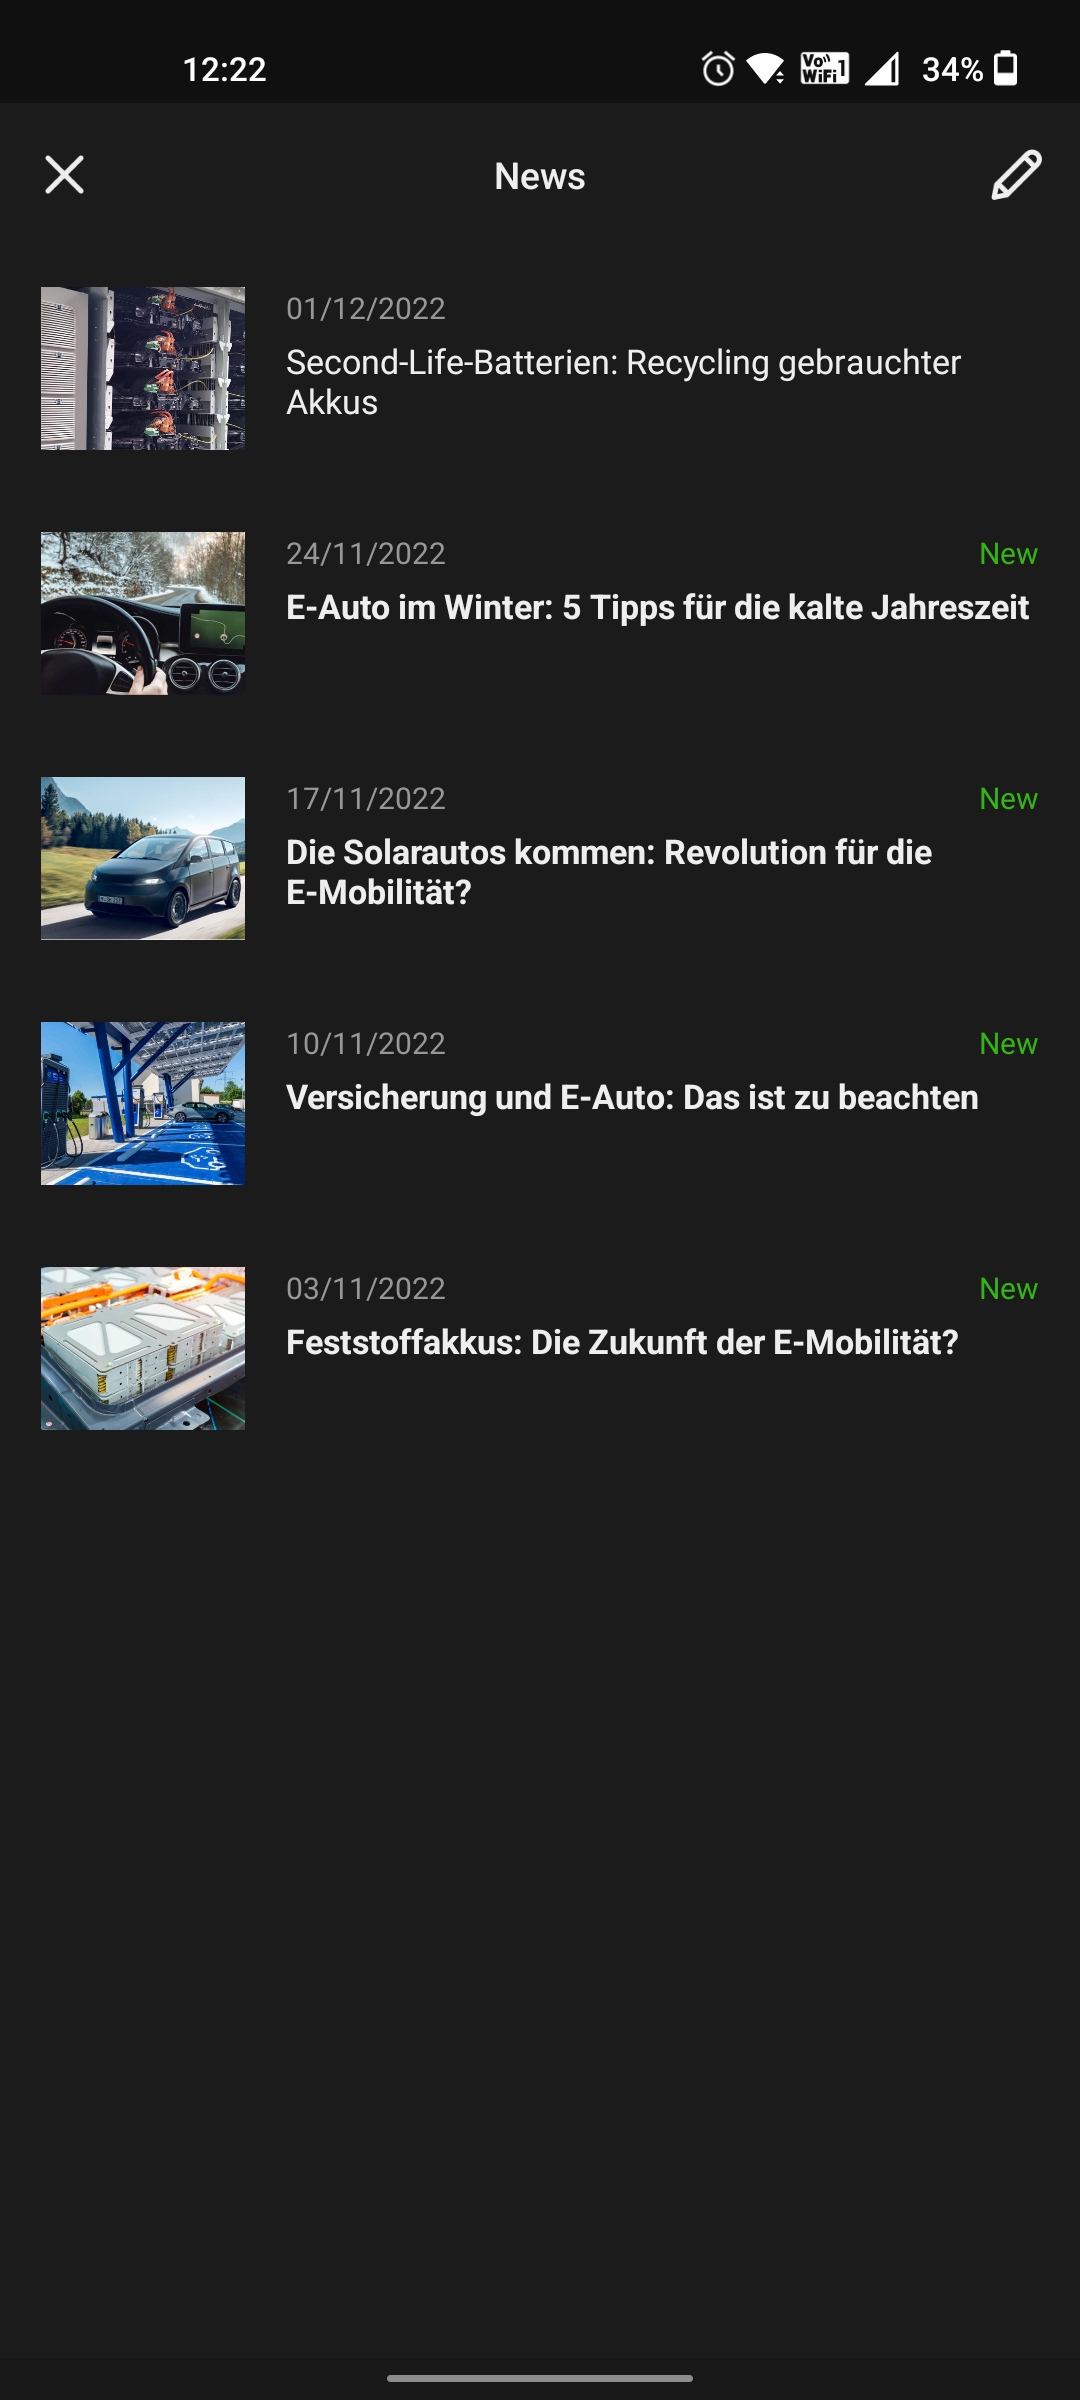 12:22
Vo WiFi 1
34%
News
01/12/2022
Second-Life-Batterien: Recycling gebrauchter
Akkus
24/11/2022 New
E-Auto im Winter: 5 Tipps für die kalte Jahreszeit
17/11/2022 New
Die Solarautos kommen: Revolution für die
E-Mobilität?
10/11/2022 New
Versicherung und E-Auto: Das ist zu beachten
03/11/2022 New
Feststoffakkus: Die Zukunft der E-Mobilität?